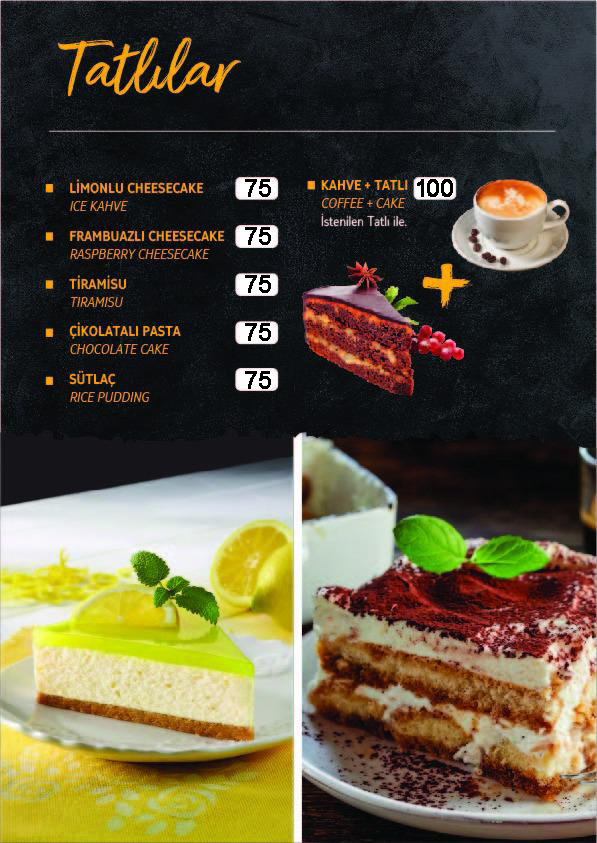 Tatlılar
LİMONLU CHEESECAKE 75
ICE KAHVE
FRAMBUAZLI CHEESECAKE 75
RASPBERRY CHEESECAKE
TİRAMİSU 75
TIRAMISU
ÇİKOLATALI PASTA 75
CHOCOLATE CAKE
SÜTLAÇ 75
RICE PUDDING
KAHVE + TATLI 100
COFFEE + CAKE
İstenilen Tatlı ile.
+